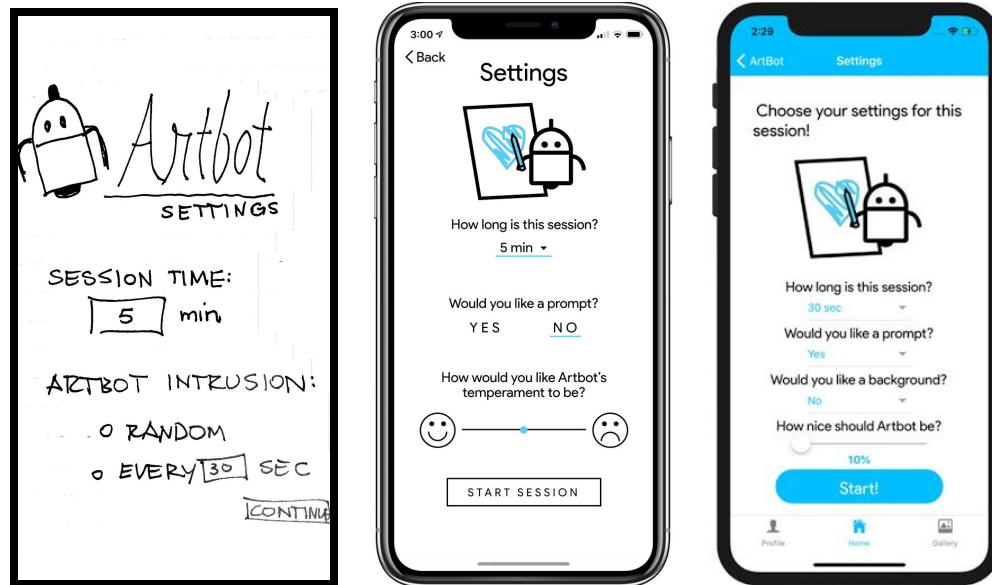 Artbot
SETTINGS
SESSION TIME:
5 min
ARTBOT INTRUSION:
RANDOM
EVERY 30 SEC
CONTINUE
3:00
Back
Settings
How long is this session?
5 min
Would you like a prompt?
YES NO
How would you like Artbot's
temperament to be?
START SESSION
2:29
ArtBot Settings
Choose your settings for this
session!
How long is this session?
30 sec
Would you like a prompt?
Yes
Would you like a background?
No
How nice should Artbot be?
10%
Start!
Profile Home Gallery